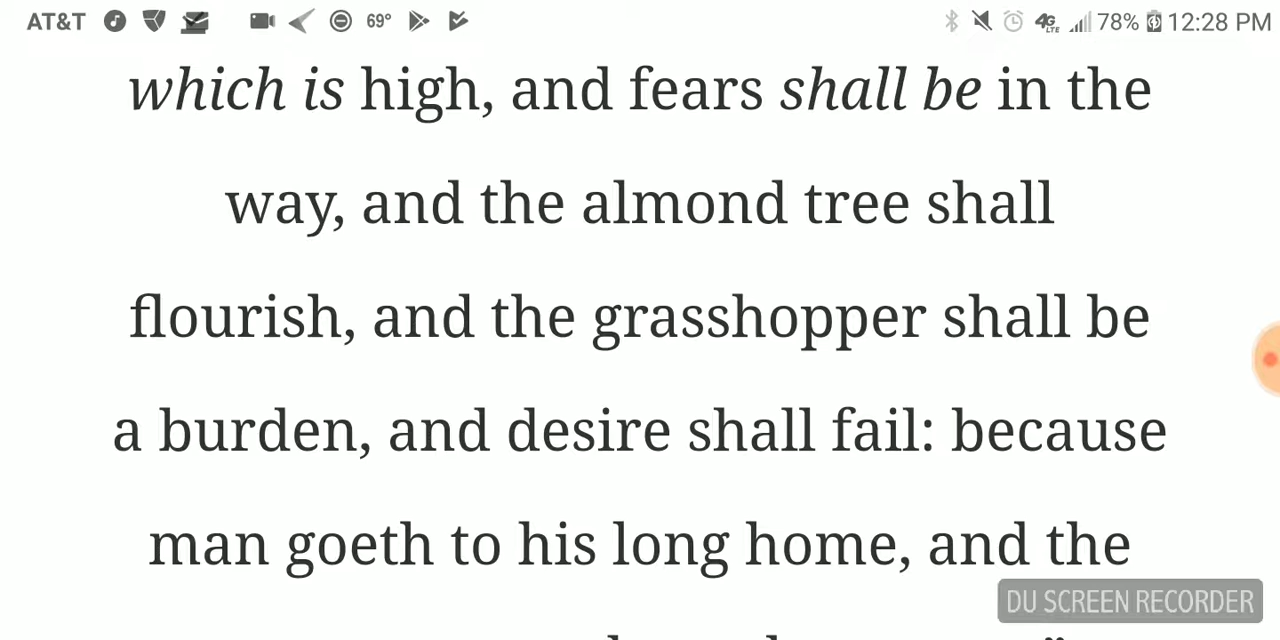 AT&T 69° 4G LTE 78% 12:28 PM
which is high, and fears shall be in the
way, and the almond tree shall
flourish, and the grasshopper shall be
a burden, and desire shall fail: because
man goeth to his long home, and the
DU SCREEN RECORDER